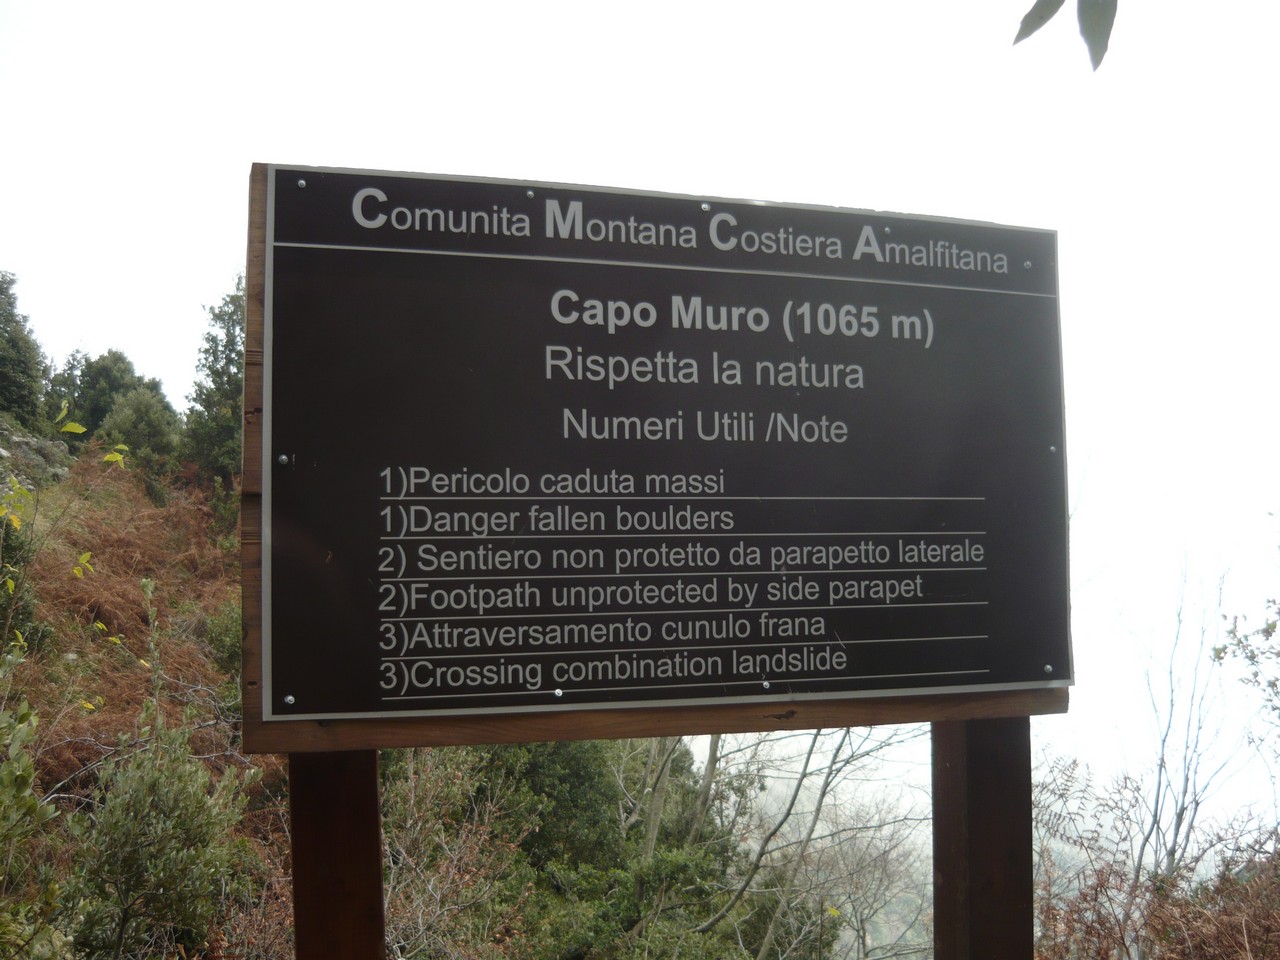 Comunita Montana Costiera Amalfitana
Capo Muro (1065 m)
Rispetta la natura
Numeri Utili /Note
1)Pericolo caduta massi
1)Danger fallen boulders
2) Sentiero non protetto da parapetto laterale
2)Footpath unprotected by side parapet
3)Attraversamento cunulo frana
3)Crossing combination landslide